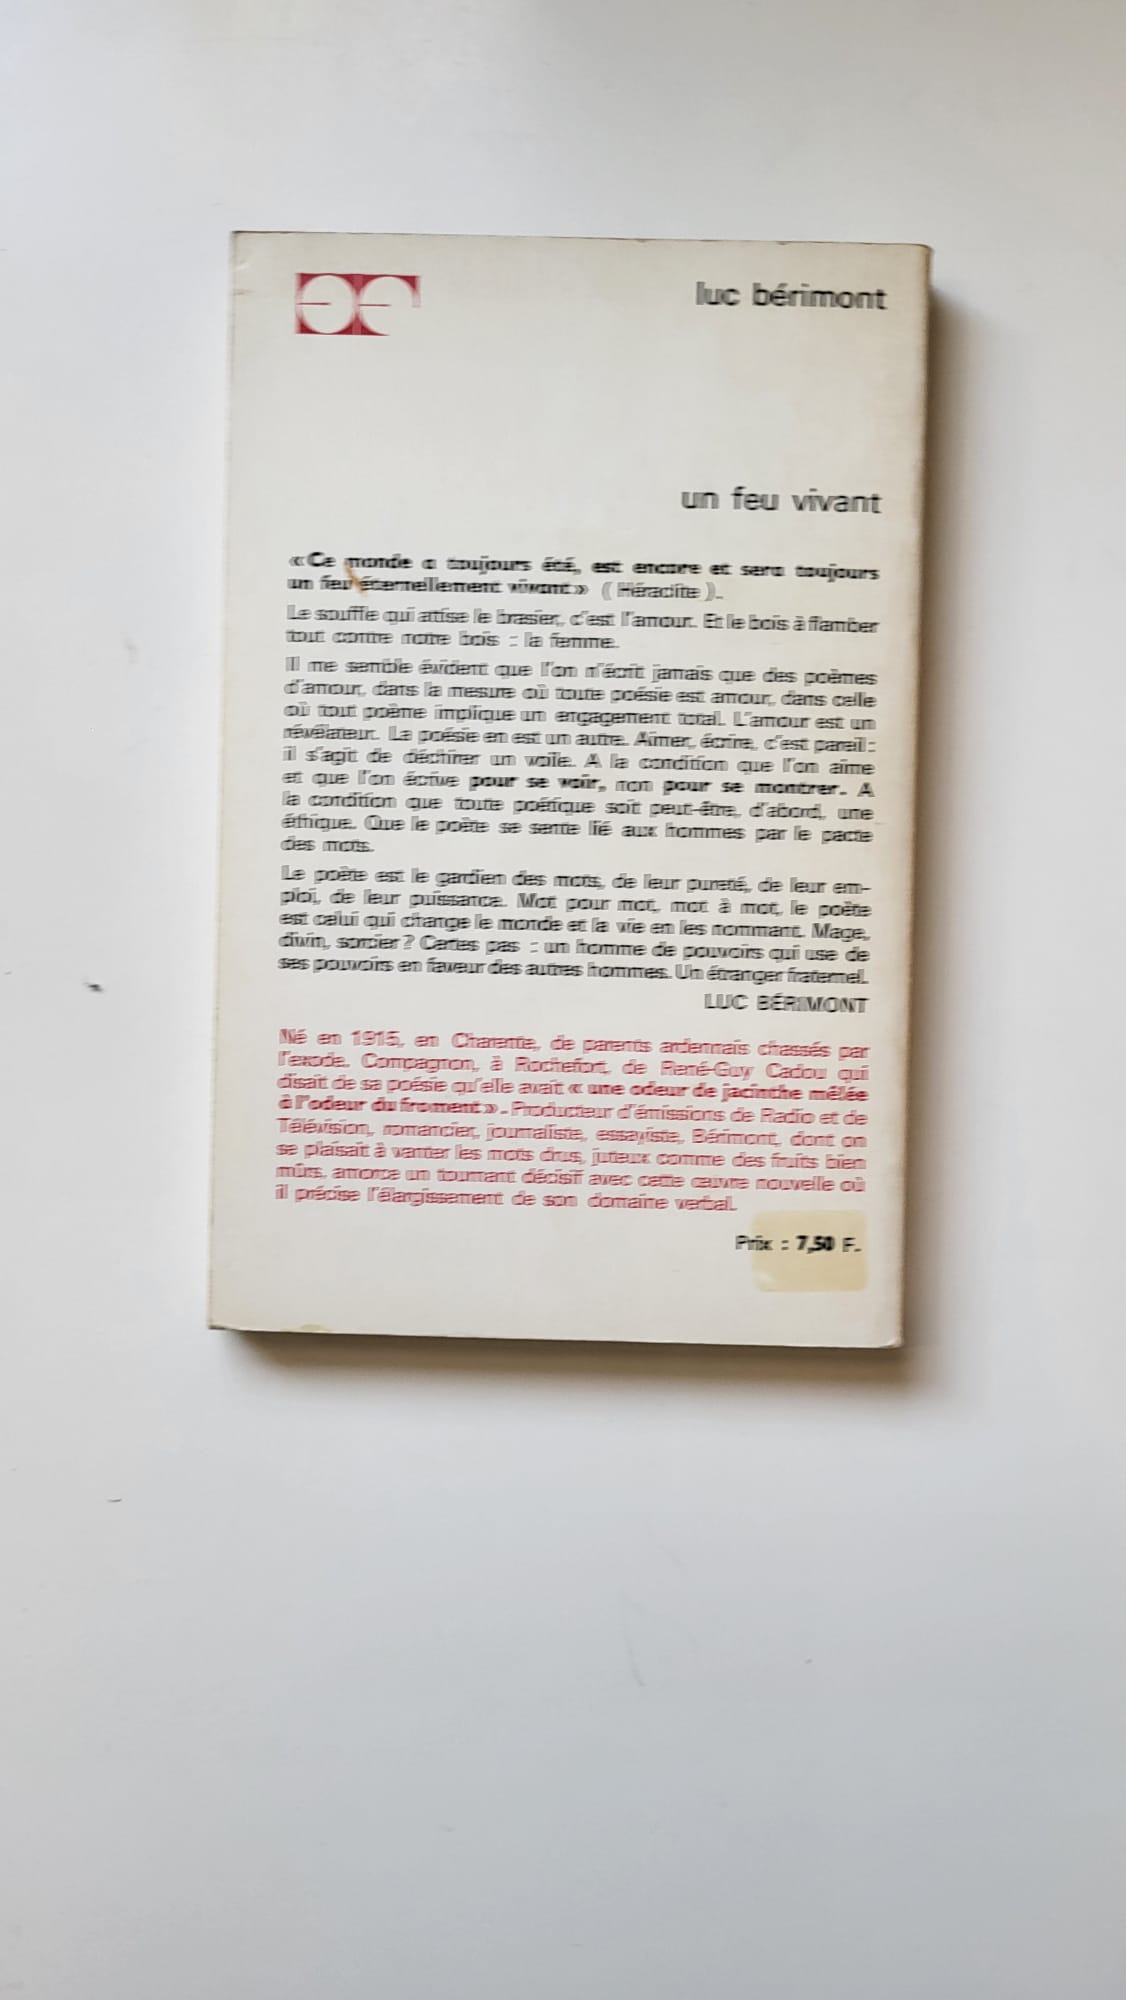 luc bérimont
un feu vivant
«Ce monde a toujours été, est encore et sera toujours
un feu éternellement vivant» (Héraclite).
Le souffle qui attise le brasier, c'est l'amour. Et le bois à flamber
tout contre notre bois : la femme.
Il me semble évident que l'on n'écrit jamais que des poèmes
d'amour, dans la mesure où toute poésie est amour, dans celle
où tout poème implique un engagement total. L'amour est un
révélateur. La poésie en est un autre. Aimer, écrire, c'est pareil :
il s'agit de déchirer un voile. A la condition que l'on aime
et que l'on écrive pour se voir, non pour se montrer. A
la condition que toute poétique soit peut-être, d'abord, une
éthique. Que le poète se sente lié aux hommes par le pacte
des mots.
Le poète est le gardien des mots, de leur pureté, de leur em-
ploi, de leur puissance. Mot pour mot, mot à mot, le poète
est celui qui change le monde et la vie en les nommant. Mage,
divin, sorcier ? Certes pas : un homme de pouvoirs qui use de
ses pouvoirs en faveur des autres hommes. Un étranger fraternel.
LUC BÉRIMONT
Né en 1915, en Charente, de parents ardennais chassés par
l'exode. Compagnon, à Rochefort, de René-Guy Cadou qui
disait de sa poésie qu'elle avait « une odeur de jacinthe mêlée
à l'odeur du froment ». Producteur d'émissions de Radio et de
Télévision, romancier, journaliste, essayiste, Bérimont, dont on
se plaisait à vanter les mots drus, juteux comme des fruits bien
mûrs, amorce un tournant décisif avec cette œuvre nouvelle où
il précise l'élargissement de son domaine verbal.
Prix : 7,50 F.